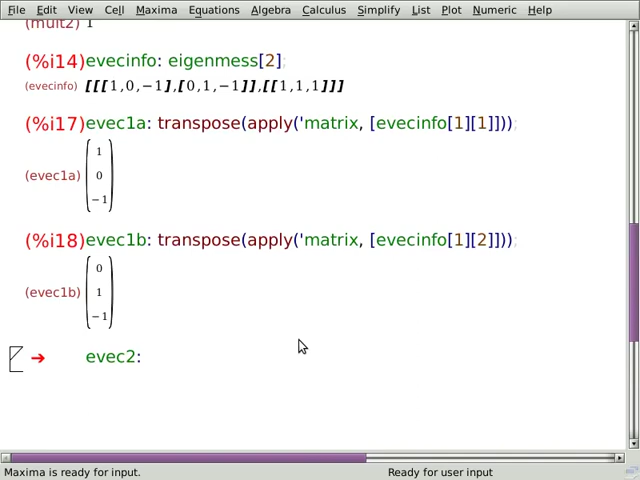 File Edit View Cell Maxima Equations Algebra Calculus Simplify List Plot Numeric Help
(mult2) 1
(%i14) evecinfo: eigenmess[2];
(evecinfo) [[[1,0,−1],[0,1,−1]],[[1,1,1]]]
(%i17) evec1a: transpose(apply('matrix, [evecinfo[1][1]]));
1
(evec1a) 0
−1
(%i18) evec1b: transpose(apply('matrix, [evecinfo[1][2]]));
0
(evec1b) 1
−1
➔ evec2:
Maxima is ready for input. Ready for user input